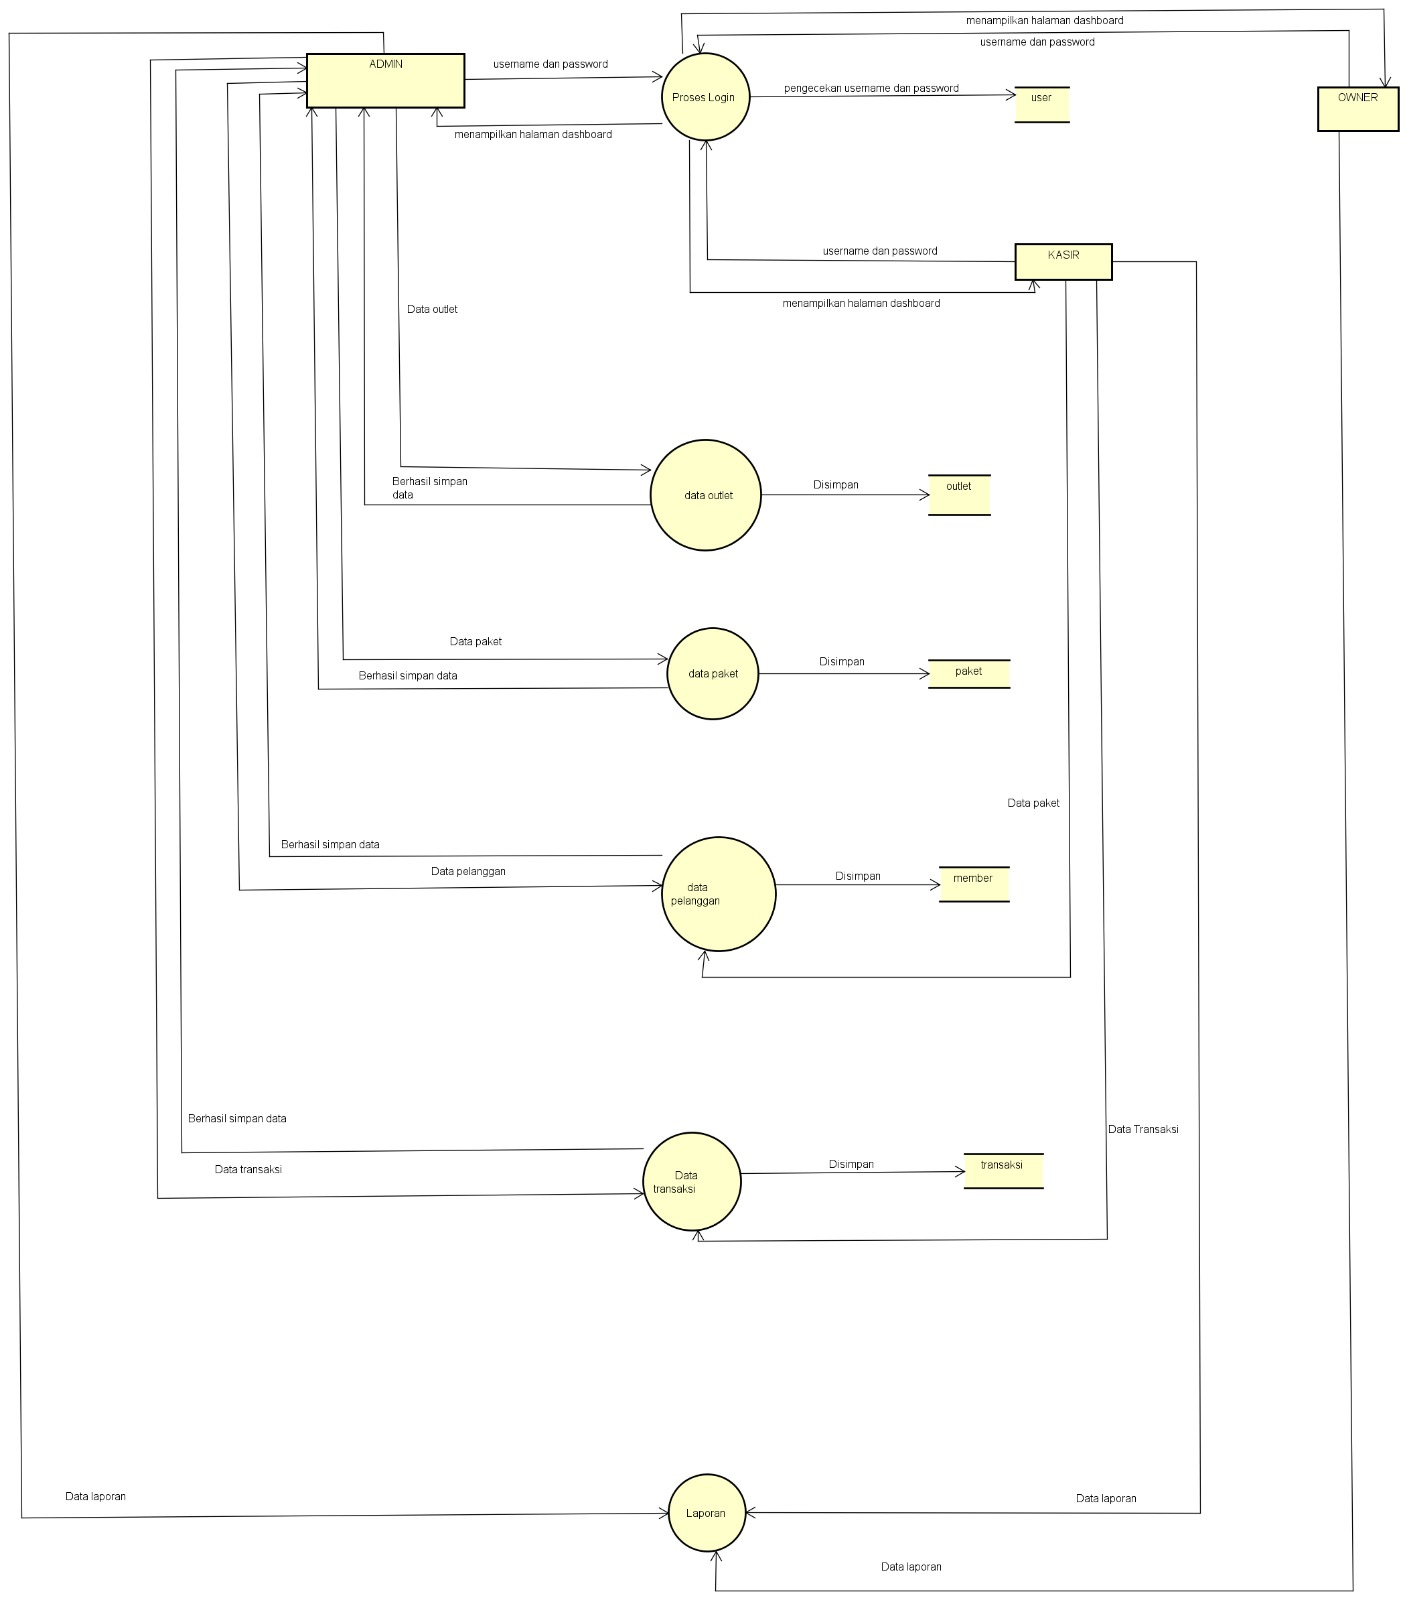 menampilkan halaman dashboard
username dan password
ADMIN
username dan password
Proses Login
pengecekan username dan password
user
OWNER
menampilkan halaman dashboard
username dan password
KASIR
menampilkan halaman dashboard
Data outlet
Berhasil simpan
data
data outlet
Disimpan
outlet
Data paket
Berhasil simpan data
data paket
Disimpan
paket
Data paket
Berhasil simpan data
Data pelanggan
data
pelanggan
Disimpan
member
Berhasil simpan data
Data transaksi
Data
transaksi
Disimpan
transaksi
Data Transaksi
Data laporan
Laporan
Data laporan
Data laporan